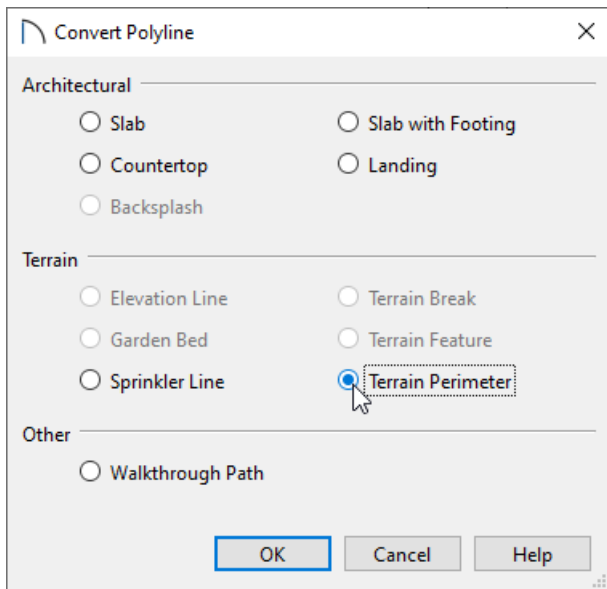 Convert Polyline
Architectural
Slab Slab with Footing
Countertop Landing
Backsplash
Terrain
Elevation Line Terrain Break
Garden Bed Terrain Feature
Sprinkler Line Terrain Perimeter
Other
Walkthrough Path
OK Cancel Help